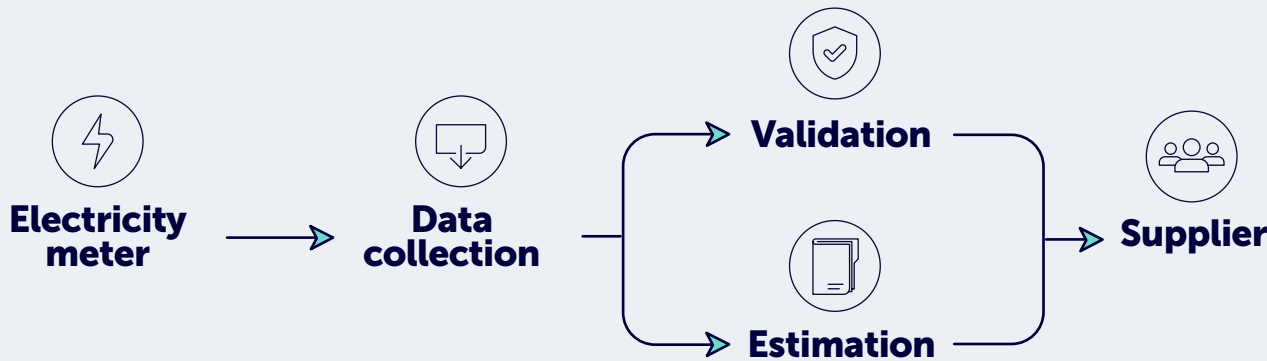 Electricity
meter
Data
collection
Validation
Estimation
Supplier